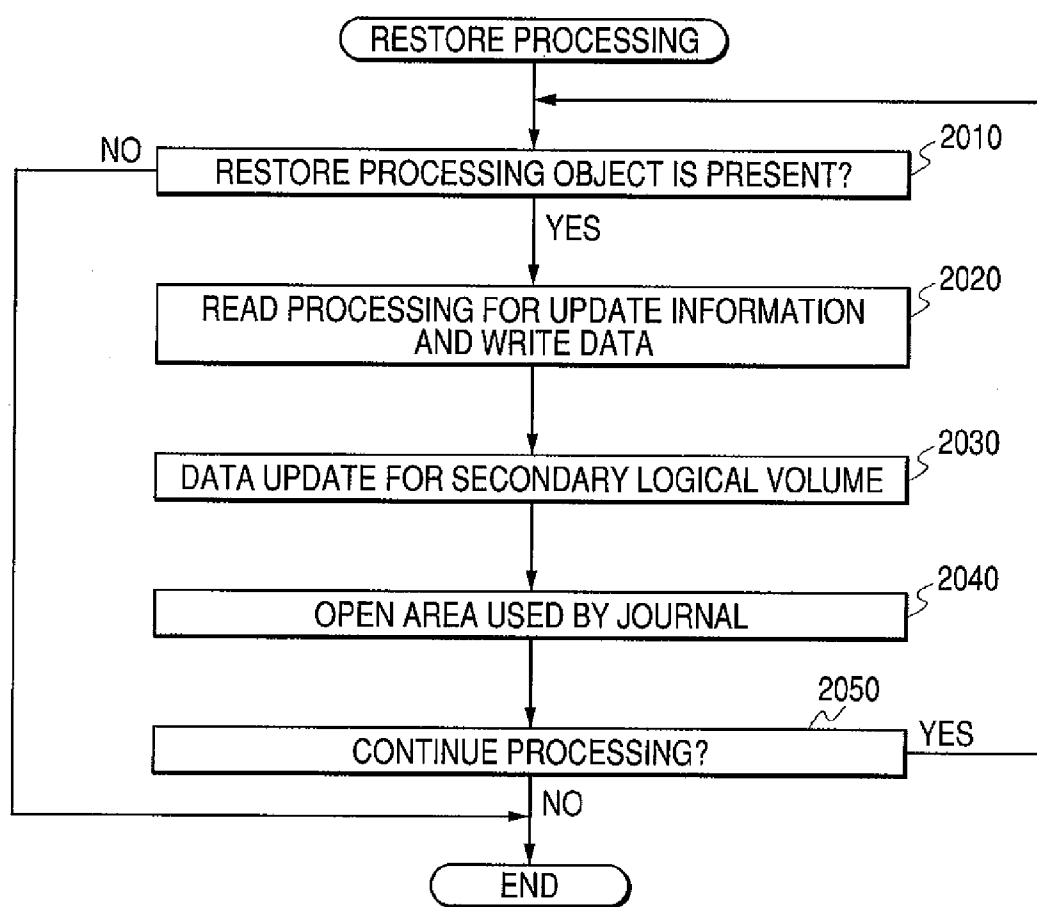 RESTORE PROCESSING
2010
NO
RESTORE PROCESSING OBJECT IS PRESENT?
YES
2020
READ PROCESSING FOR UPDATE INFORMATION
AND WRITE DATA
2030
DATA UPDATE FOR SECONDARY LOGICAL VOLUME
2040
OPEN AREA USED BY JOURNAL
2050
CONTINUE PROCESSING?
YES
NO
END